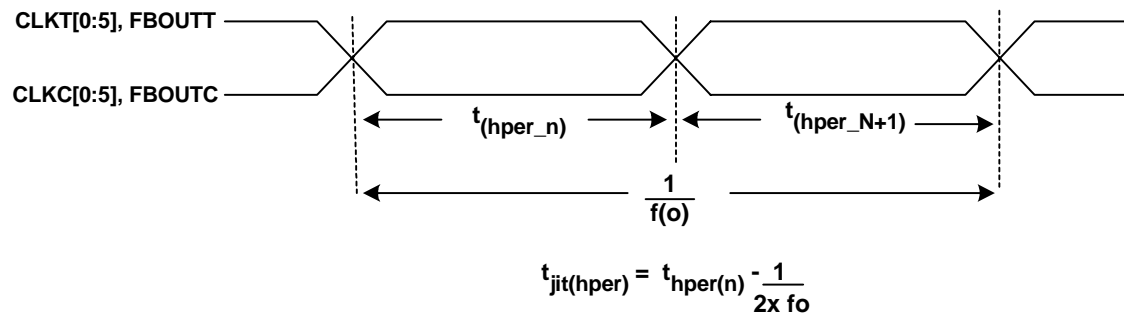 CLKT[0:5], FBOUTT
CLKC[0:5], FBOUTC
t(hper_n)
t(hper_N+1)
1
f(o)
tjit(hper) = thper(n) - 1
2x fo